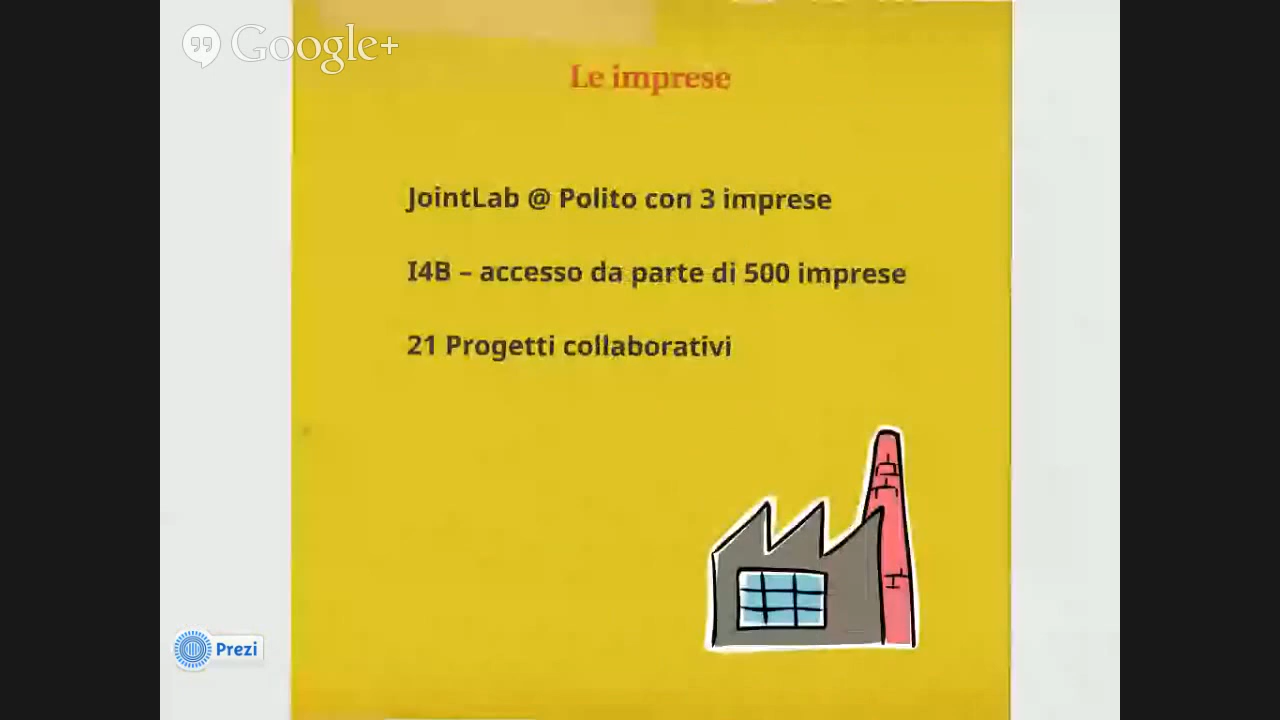 Google+
Le imprese
JointLab @ Polito con 3 imprese
I4B – accesso da parte di 500 imprese
21 Progetti collaborativi
Prezi